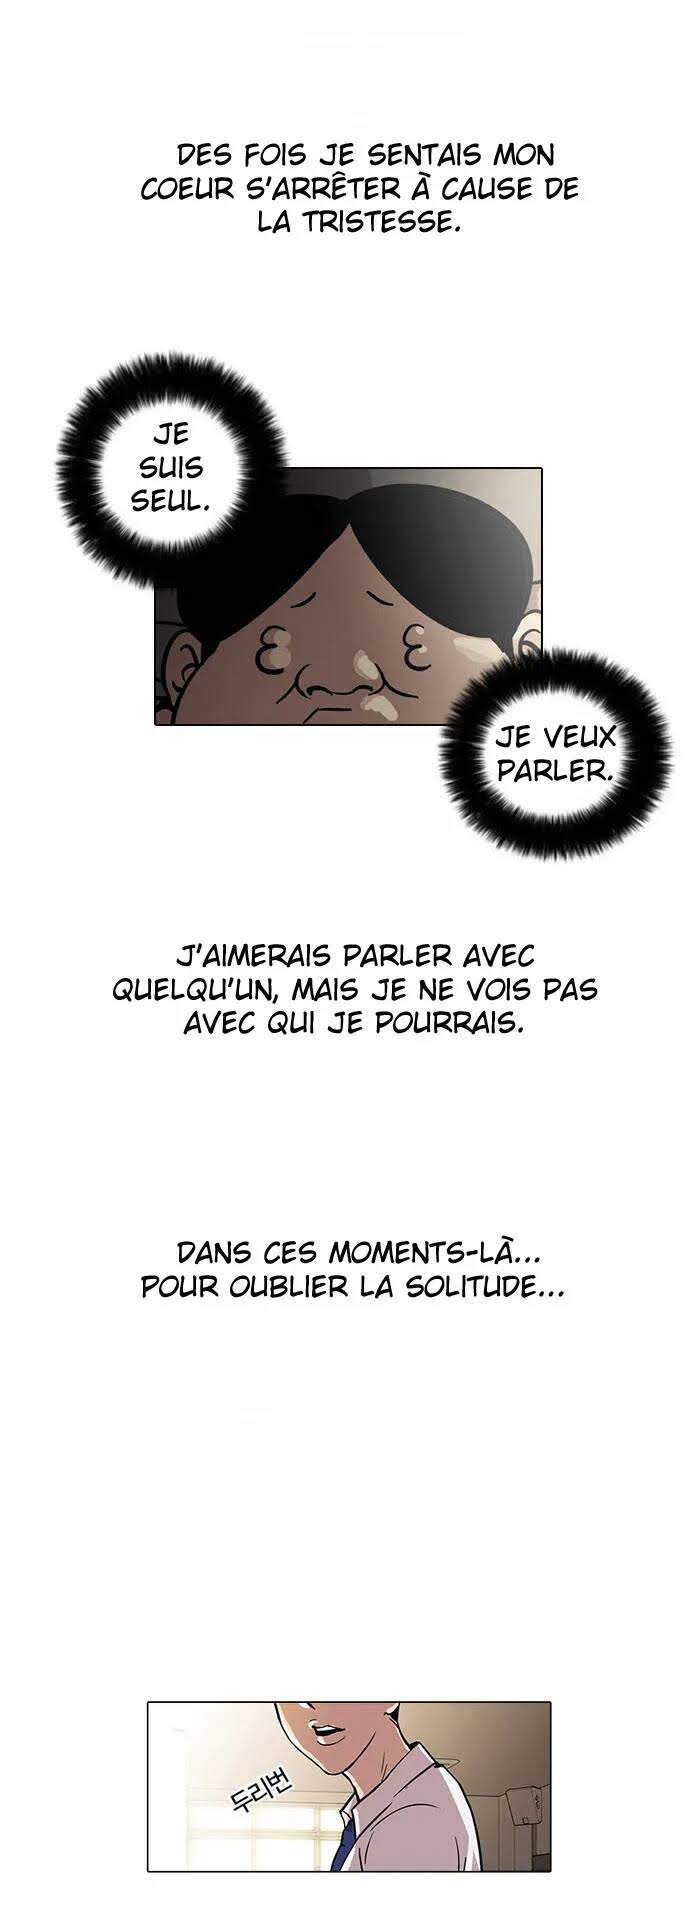 DES FOIS JE SENTAIS MON
COEUR S'ARRÊTER À CAUSE DE
LA TRISTESSE.
JE
SUIS
SEUL.
JE VEUX
PARLER.
J'AIMERAIS PARLER AVEC
QUELQU'UN, MAIS JE NE VOIS PAS
AVEC QUI JE POURRAIS.
DANS CES MOMENTS-LÀ...
POUR OUBLIER LA SOLITUDE...
두리번